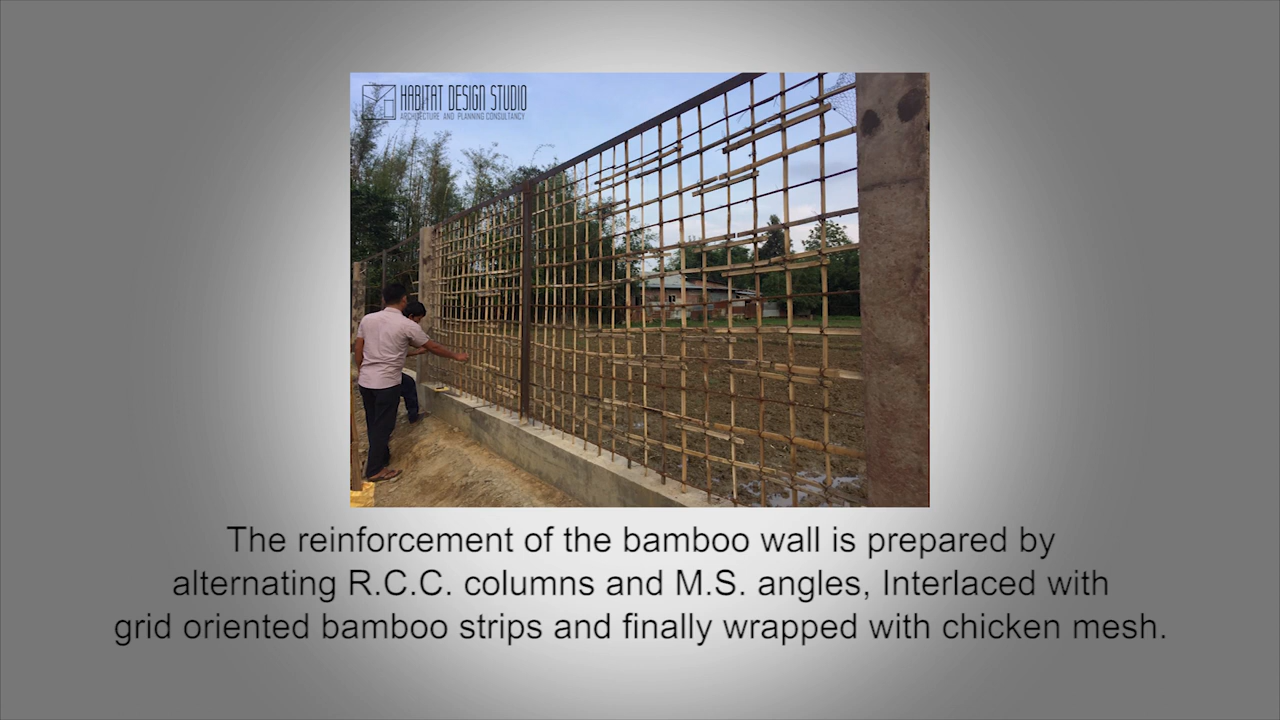 HABITAT DESIGN STUDIO
ARCHITECTURE AND PLANNING CONSULTANCY
The reinforcement of the bamboo wall is prepared by
alternating R.C.C. columns and M.S. angles, Interlaced with
grid oriented bamboo strips and finally wrapped with chicken mesh.